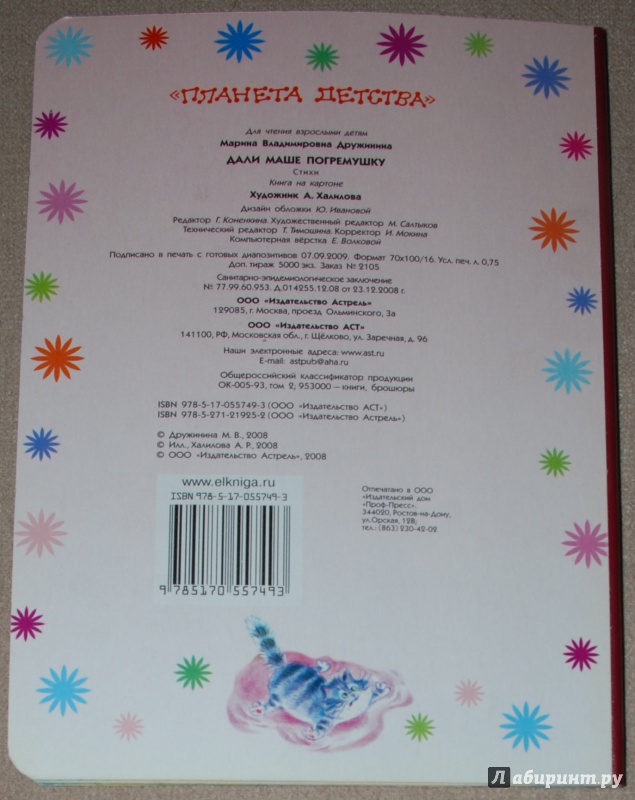 «ПЛАНЕТА ДЕТСТВА»
Для чтения взрослыми детям
Марина Владимировна Дружинина
ДАЛИ МАШЕ ПОГРЕМУШКУ
Стихи
Книга на картоне
Художник А. Халилова
Дизайн обложки Ю. Ивановой
Редактор Г. Коненкина. Художественный редактор М. Салтыков
Технический редактор Т. Тимошина. Корректор И. Мокина
Компьютерная вёрстка Е. Волковой
Подписано в печать с готовых диапозитивов 07.09.2009. Формат 70x100/16. Усл. печ. л. 0,75
Доп. тираж 5000 экз. Заказ № 2105
Санитарно-эпидемиологическое заключение
№ 77.99.60.953. Д.014255.12.08 от 23.12.2008 г.
ООО «Издательство Астрель»
129085, г. Москва, проезд Ольминского, 3а
ООО «Издательство АСТ»
141100, РФ, Московская обл., г. Щёлково, ул. Заречная, д. 96
Наши электронные адреса: www.ast.ru
E-mail: astpub@aha.ru
Общероссийский классификатор продукции
ОК-005-93, том 2; 953000 — книги, брошюры
ISBN 978-5-17-055749-3 (ООО «Издательство АСТ»)
ISBN 978-5-271-21925-2 (ООО «Издательство Астрель»)
© Дружинина М. В., 2008
© Илл., Халилова А. Р., 2008
© ООО «Издательство Астрель», 2008
www.elkniga.ru
ISBN 978-5-17-055749-3
9 785170 557493
Отпечатано в ООО
«Издательский дом
«Проф-Пресс».
344020, Ростов-на-Дону,
ул.Орская, 12В;
тел.: (863) 230-42-02
Лабиринт.ру